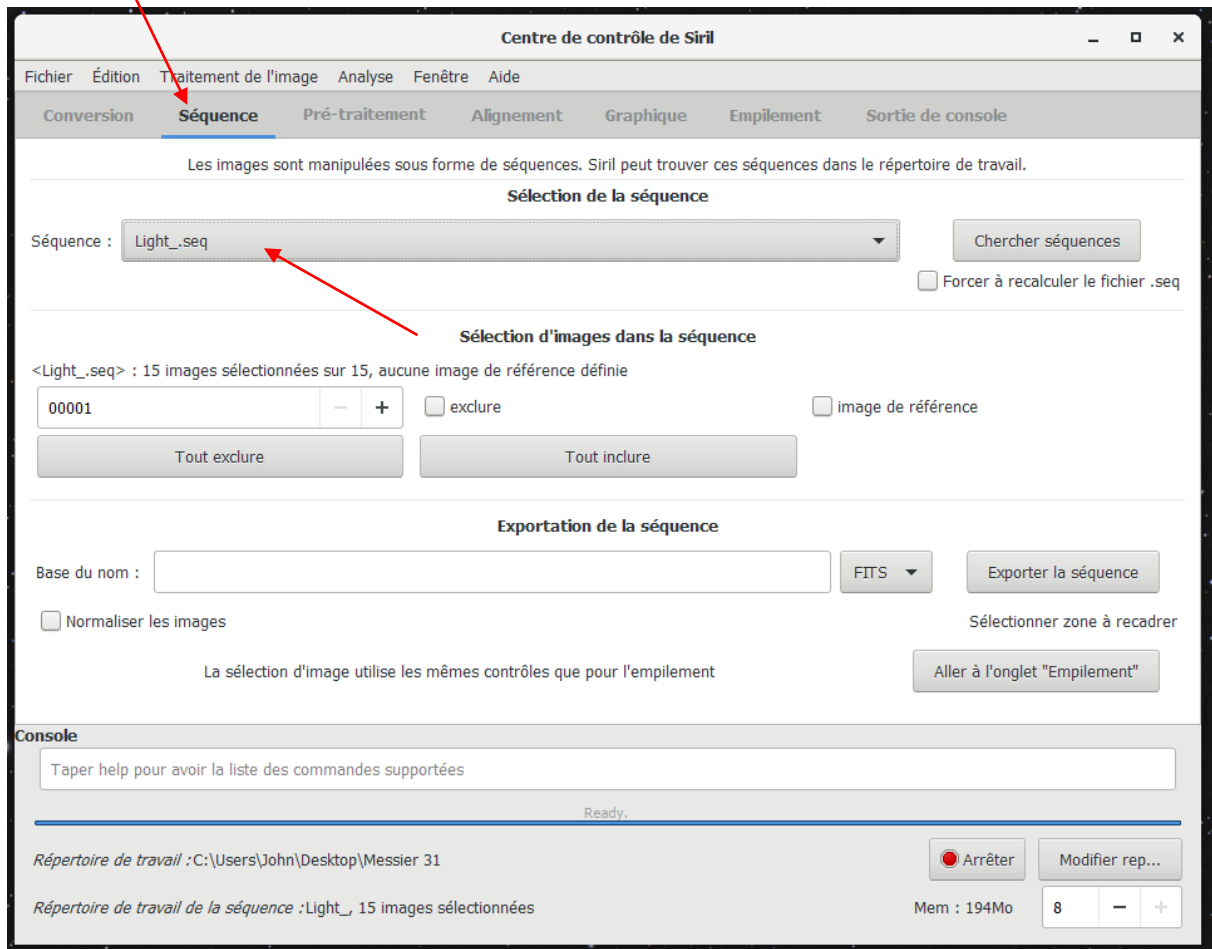 Centre de contrôle de Siril
Fichier Édition Traitement de l'image Analyse Fenêtre Aide
Conversion Séquence Pré-traitement Alignement Graphique Empilement Sortie de console
Les images sont manipulées sous forme de séquences. Siril peut trouver ces séquences dans le répertoire de travail.
Sélection de la séquence
Séquence : Light_.seq Chercher séquences
Forcer à recalculer le fichier .seq
Sélection d'images dans la séquence
<Light_.seq> : 15 images sélectionnées sur 15, aucune image de référence définie
00001 − + exclure image de référence
Tout exclure Tout inclure
Exportation de la séquence
Base du nom : FITS Exporter la séquence
Normaliser les images Sélectionner zone à recadrer
La sélection d'image utilise les mêmes contrôles que pour l'empilement Aller à l'onglet "Empilement"
Console
Taper help pour avoir la liste des commandes supportées
Ready.
Répertoire de travail :C:\Users\John\Desktop\Messier 31 Arrêter Modifier rep...
Répertoire de travail de la séquence :Light_, 15 images sélectionnées Mem : 194Mo 8 − +